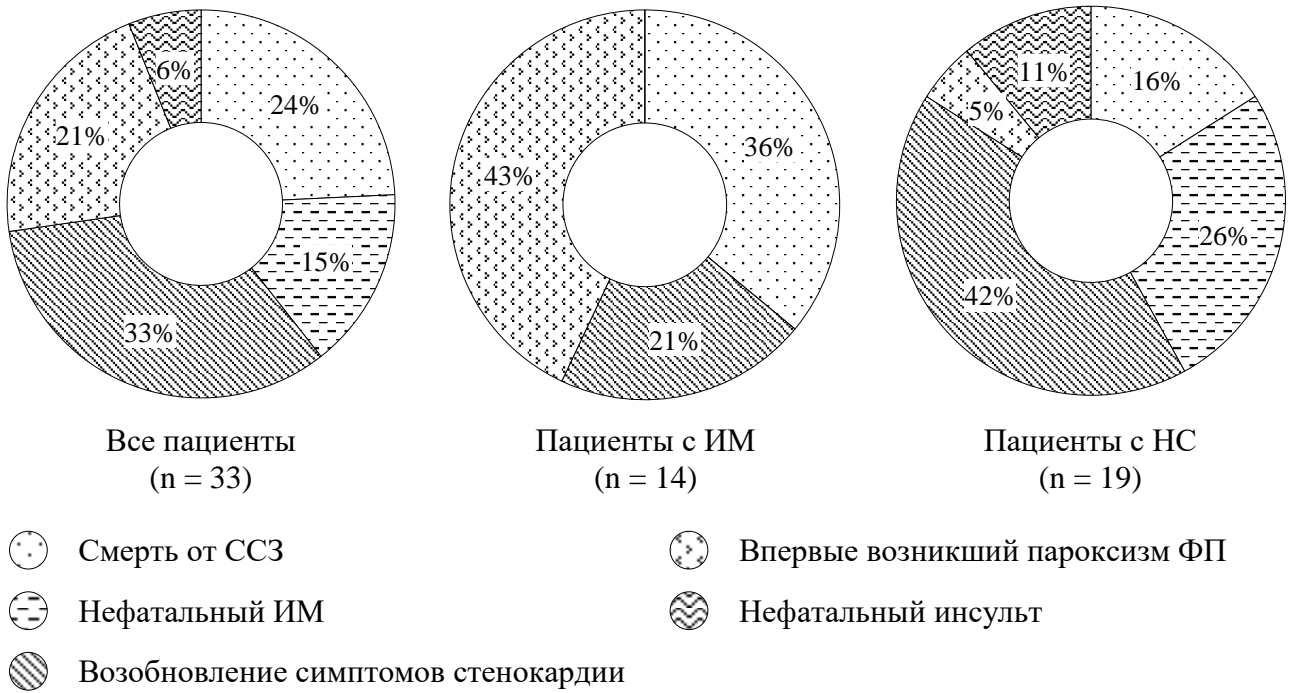 6%
24%
21%
15%
33%
43%
36%
21%
11%
16%
5%
26%
42%
Все пациенты
(n = 33)
Пациенты с ИМ
(n = 14)
Пациенты с НС
(n = 19)
Смерть от ССЗ
Впервые возникший пароксизм ФП
Нефатальный ИМ
Нефатальный инсульт
Возобновление симптомов стенокардии